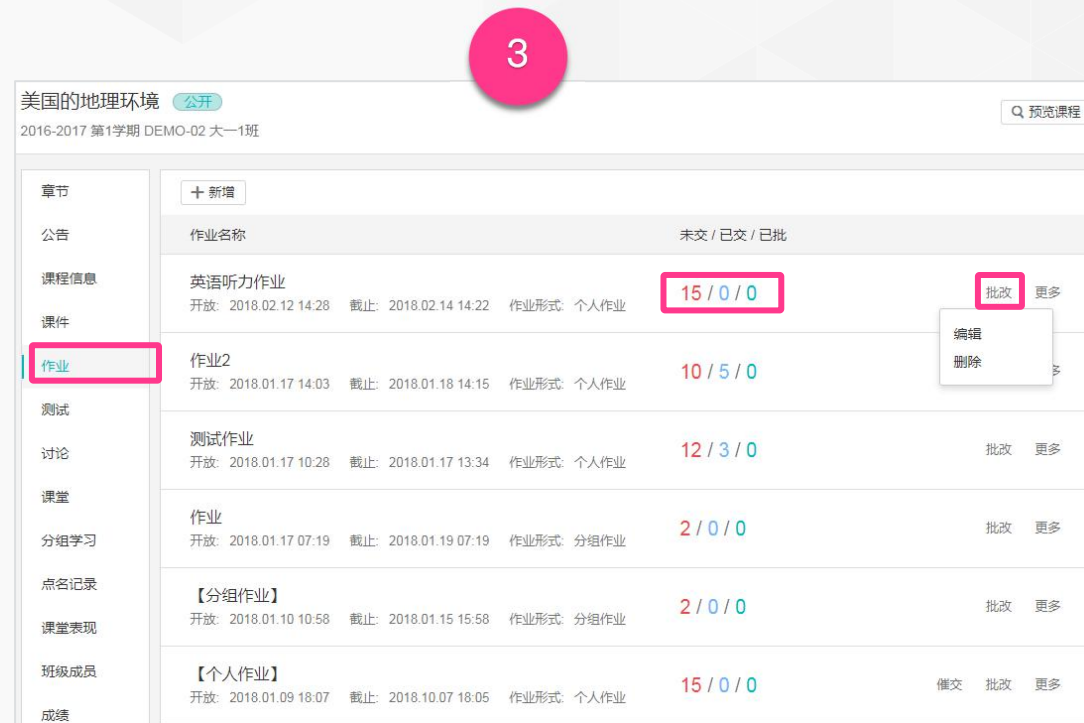 3
美国的地理环境 公开
2016-2017 第1学期 DEMO-02 大一1班
预览课程
章节
公告
课程信息
课件
作业
测试
讨论
课堂
分组学习
点名记录
课堂表现
班级成员
成绩
新增
作业名称 未交 / 已交 / 已批
英语听力作业
开放: 2018.02.12 14:28 截止: 2018.02.14 14:22 作业形式: 个人作业
15 / 0 / 0
批改 更多
编辑
删除
作业2
开放: 2018.01.17 14:03 截止: 2018.01.18 14:15 作业形式: 个人作业
10 / 5 / 0
测试作业
开放: 2018.01.17 10:28 截止: 2018.01.17 13:34 作业形式: 个人作业
12 / 3 / 0
批改 更多
作业
开放: 2018.01.17 07:19 截止: 2018.01.19 07:19 作业形式: 分组作业
2 / 0 / 0
批改 更多
【分组作业】
开放: 2018.01.10 10:58 截止: 2018.01.15 15:58 作业形式: 分组作业
2 / 0 / 0
批改 更多
【个人作业】
开放: 2018.01.09 18:07 截止: 2018.10.07 18:05 作业形式: 个人作业
15 / 0 / 0
催交 批改 更多